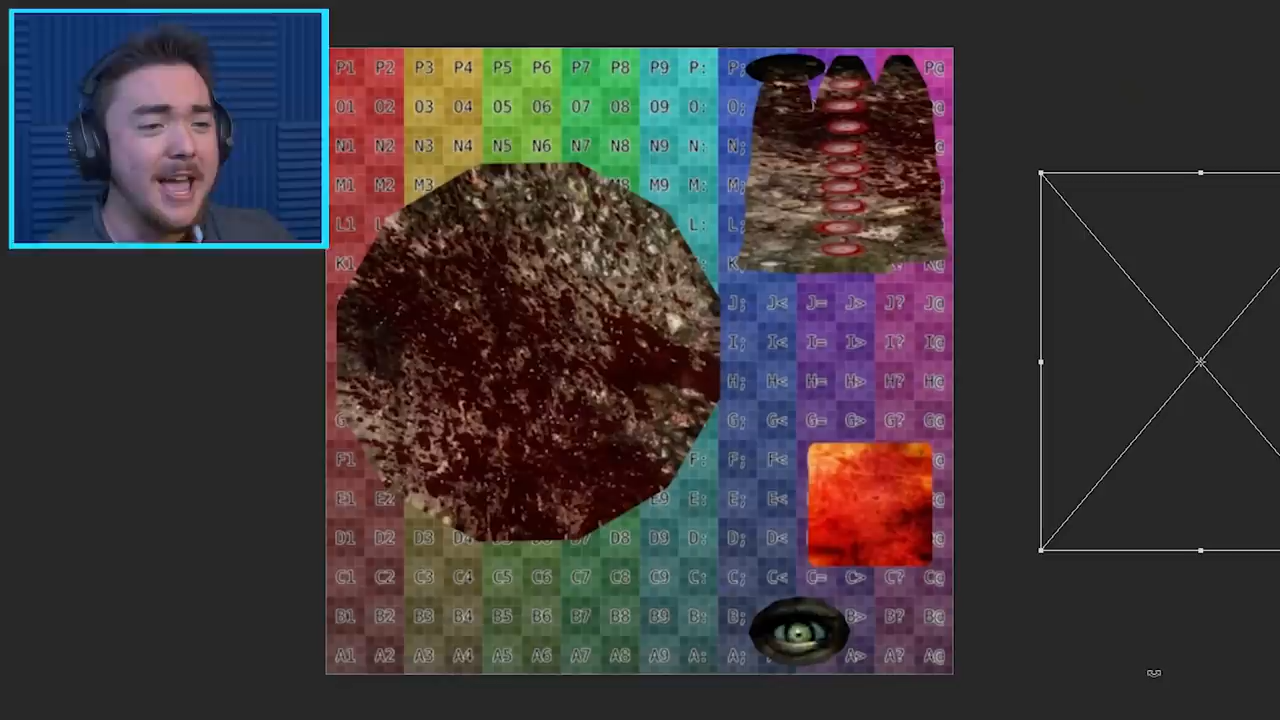 P1 P2 P3 P4 P5 P6 P7 P8 P9 P: P; P@
O1 O2 O3 O4 O5 O6 O7 O8 O9 O: O;
N1 N2 N3 N4 N5 N6 N7 N8 N9 N: N;
M1 M2 M3 M9 M: M;
L1 L: L;
K1
J; J< J= J> J? J@
I; I< I= I> I? I@
H; H< H= H> H? H@
G; G< G= G> G? G@
F1 F: F; F<
E1 E2 E9 E: E; E<
D1 D2 D3 D8 D9 D: D; D<
C1 C2 C3 C4 C5 C6 C7 C8 C9 C: C; C< C= C> C? C@
B1 B2 B3 B4 B5 B6 B7 B8 B9 B: B; B> B? B@
A1 A2 A3 A4 A5 A6 A7 A8 A9 A: A; A> A? A@